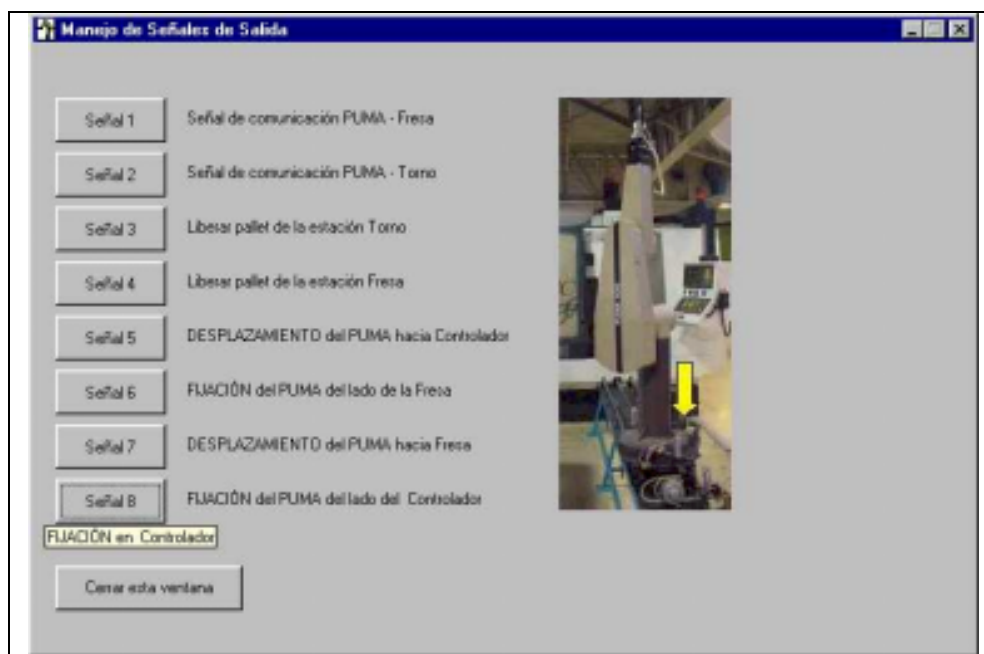 Manejo de Señales de Salida
Señal 1 Señal de comunicación PUMA - Fresa
Señal 2 Señal de comunicación PUMA - Torno
Señal 3 Liberar pallet de la estación Torno
Señal 4 Liberar pallet de la estación Fresa
Señal 5 DESPLAZAMIENTO del PUMA hacia Controlador
Señal 6 FIJACIÓN del PUMA del lado de la Fresa
Señal 7 DESPLAZAMIENTO del PUMA hacia Fresa
Señal 8 FIJACIÓN del PUMA del lado del Controlador
FIJACIÓN en Controlador
Cerrar esta ventana